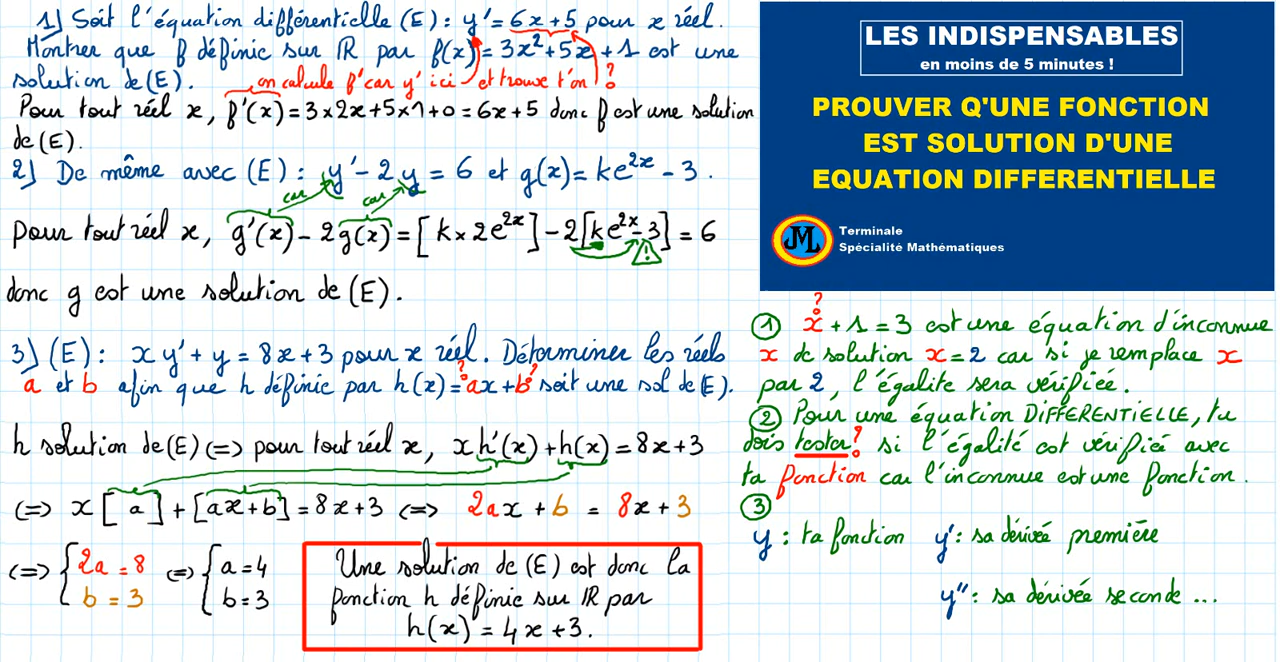 1) Soit l'équation différentielle (E) : y' = 6x + 5 pour x réel.
Montrer que f définie sur ℝ par f(x) = 3x² + 5x + 1 est une
solution de (E). on calcule f' car y' ici et trouve t'on ?
Pour tout réel x, f'(x) = 3×2x + 5×1 + 0 = 6x + 5 donc f est une solution
de (E).
2) De même avec (E) : y' - 2y = 6 et g(x) = ke²ˣ - 3.
car car
Pour tout réel x, g'(x) - 2g(x) = [k × 2e²ˣ] - 2[ke²ˣ - 3] = 6
!
donc g est une solution de (E).
3) (E) : xy' + y = 8x + 3 pour x réel. Déterminer les réels
? ?
a et b afin que h définie par h(x) = ax + b soit une sol de (E).
h solution de (E) <=> pour tout réel x, xh'(x) + h(x) = 8x + 3
<=> x[a] + [ax + b] = 8x + 3 <=> 2ax + b = 8x + 3
<=> { 2a = 8 <=> { a = 4
b = 3 b = 3
Une solution de (E) est donc la
fonction h définie sur ℝ par
h(x) = 4x + 3.
LES INDISPENSABLES
en moins de 5 minutes !
PROUVER Q'UNE FONCTION
EST SOLUTION D'UNE
EQUATION DIFFERENTIELLE
JML
Terminale
Spécialité Mathématiques
?
① x + 1 = 3 est une équation d'inconnue
x de solution x = 2 car si je remplace x
par 2, l'égalite sera vérifiée.
② Pour une équation DIFFERENTIELLE, tu
dois tester ? si l'égalité est vérifiée avec
ta fonction car l'inconnue est une fonction.
③
y : ta fonction y' : sa dérivée première
y'' : sa dérivée seconde ...